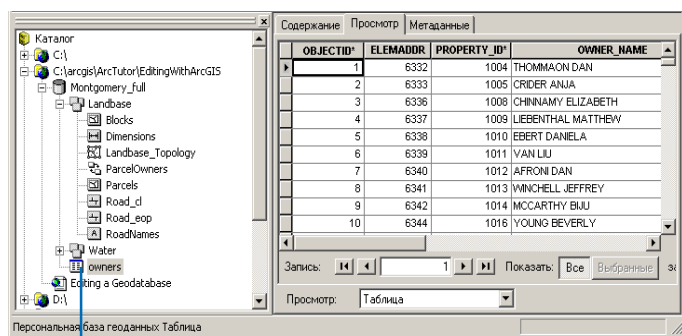 Каталог
C:\
C:\arcgis\ArcTutor\EditingWithArcGIS
Montgomery_full
Landbase
Blocks
Dimensions
Landbase_Topology
ParcelOwners
Parcels
Road_cl
Road_eop
RoadNames
Water
owners
Editing a Geodatabase
D:\
Содержание Просмотр Метаданные
OBJECTID* ELEMADDR PROPERTY_ID* OWNER_NAME
1 6332 1004 THOMMAON DAN
2 6333 1005 CRIDER ANJA
3 6336 1008 CHINNAMY ELIZABETH
4 6337 1009 LIEBENTHAL MATTHEW
5 6338 1010 EBERT DANIELA
6 6339 1011 VAN LIU
7 6340 1012 AFRONI DAN
8 6341 1013 WINCHELL JEFFREY
9 6342 1014 MCCARTHY BIJU
10 6344 1016 YOUNG BEVERLY
Запись: 1 Показать: Все Выбранные
Просмотр: Таблица
Персональная база геоданных Таблица